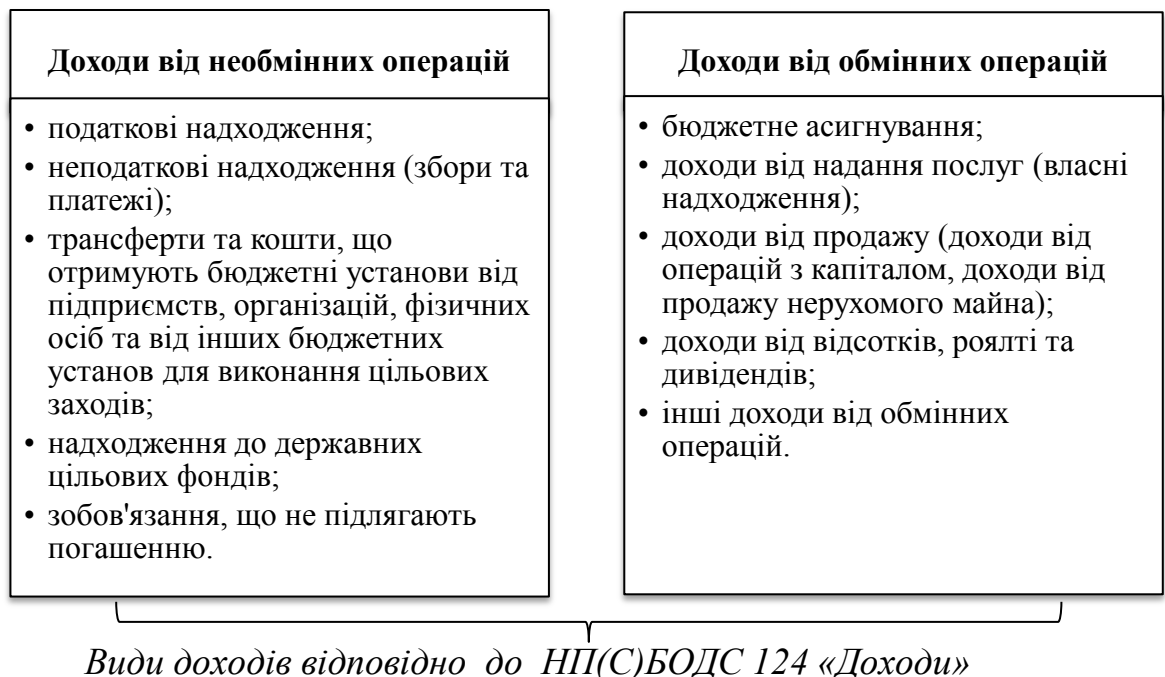 Доходи від необмінних операцій
• податкові надходження;
• неподаткові надходження (збори та
платежі);
• трансферти та кошти, що
отримують бюджетні установи від
підприємств, організацій, фізичних
осіб та від інших бюджетних
установ для виконання цільових
заходів;
• надходження до державних
цільових фондів;
• зобов'язання, що не підлягають
погашенню.
Доходи від обмінних операцій
• бюджетне асигнування;
• доходи від надання послуг (власні
надходження);
• доходи від продажу (доходи від
операцій з капіталом, доходи від
продажу нерухомого майна);
• доходи від відсотків, роялті та
дивідендів;
• інші доходи від обмінних
операцій.
Види доходів відповідно до НП(С)БОДС 124 «Доходи»